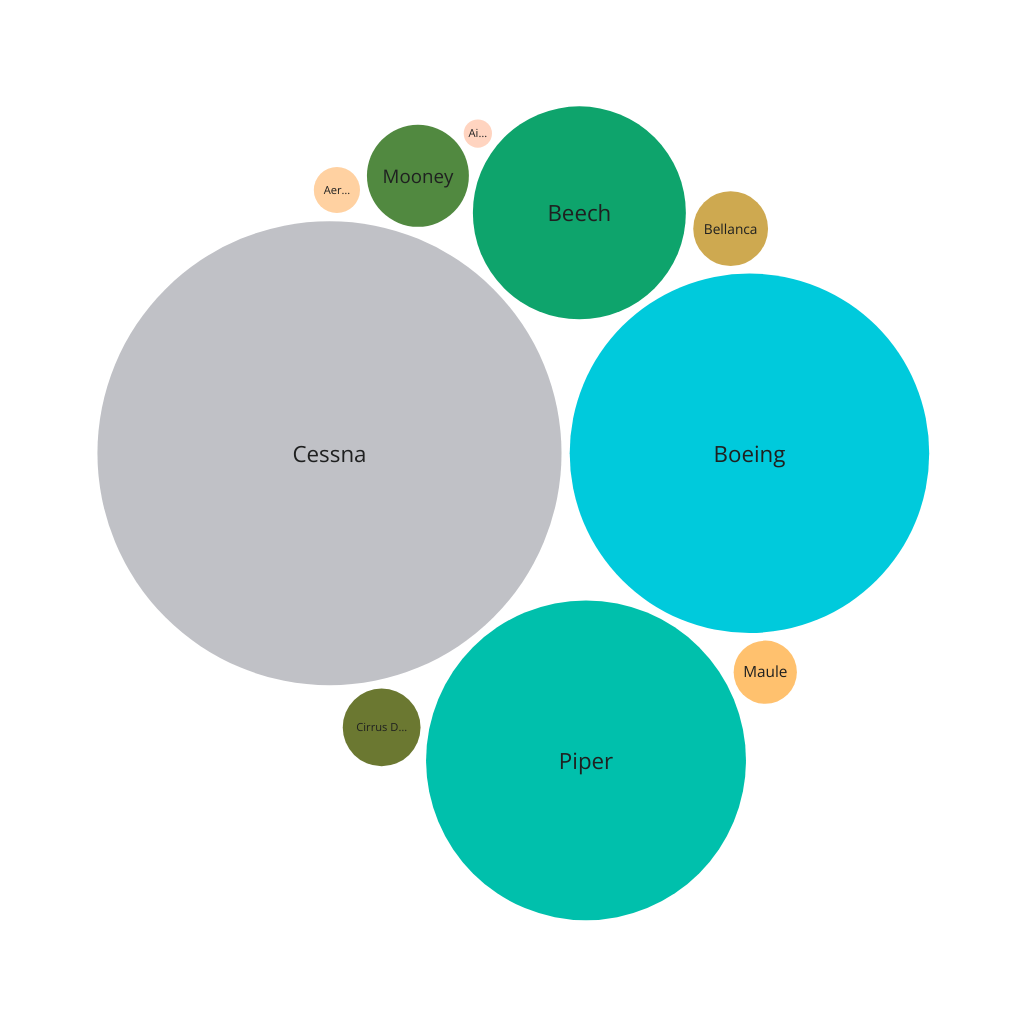 Ai...
Mooney
Aer...
Beech
Bellanca
Cessna
Boeing
Maule
Cirrus D...
Piper